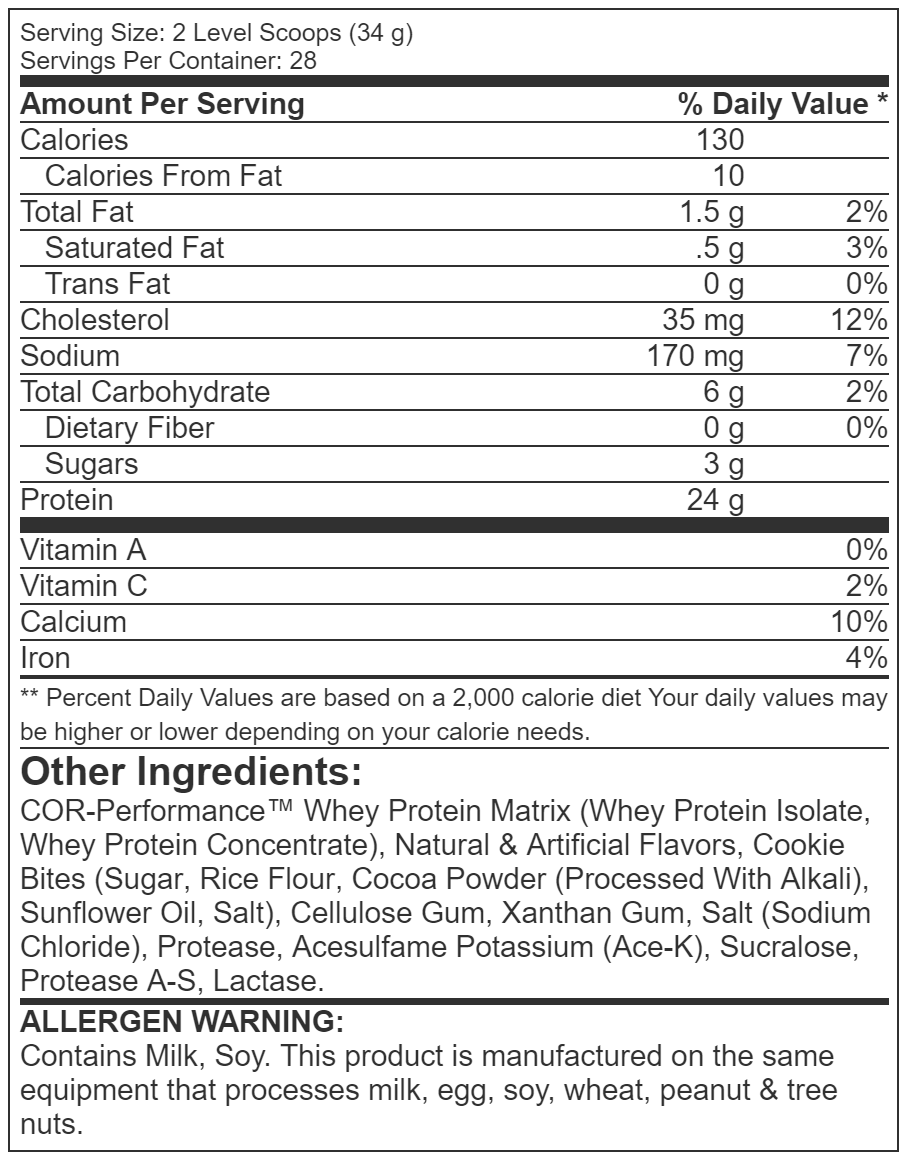 Serving Size: 2 Level Scoops (34 g)
Servings Per Container: 28
Amount Per Serving % Daily Value *
Calories 130
Calories From Fat 10
Total Fat 1.5 g 2%
Saturated Fat .5 g 3%
Trans Fat 0 g 0%
Cholesterol 35 mg 12%
Sodium 170 mg 7%
Total Carbohydrate 6 g 2%
Dietary Fiber 0 g 0%
Sugars 3 g
Protein 24 g
Vitamin A 0%
Vitamin C 2%
Calcium 10%
Iron 4%
** Percent Daily Values are based on a 2,000 calorie diet Your daily values may
be higher or lower depending on your calorie needs.
Other Ingredients:
COR-Performance™ Whey Protein Matrix (Whey Protein Isolate,
Whey Protein Concentrate), Natural & Artificial Flavors, Cookie
Bites (Sugar, Rice Flour, Cocoa Powder (Processed With Alkali),
Sunflower Oil, Salt), Cellulose Gum, Xanthan Gum, Salt (Sodium
Chloride), Protease, Acesulfame Potassium (Ace-K), Sucralose,
Protease A-S, Lactase.
ALLERGEN WARNING:
Contains Milk, Soy. This product is manufactured on the same
equipment that processes milk, egg, soy, wheat, peanut & tree
nuts.